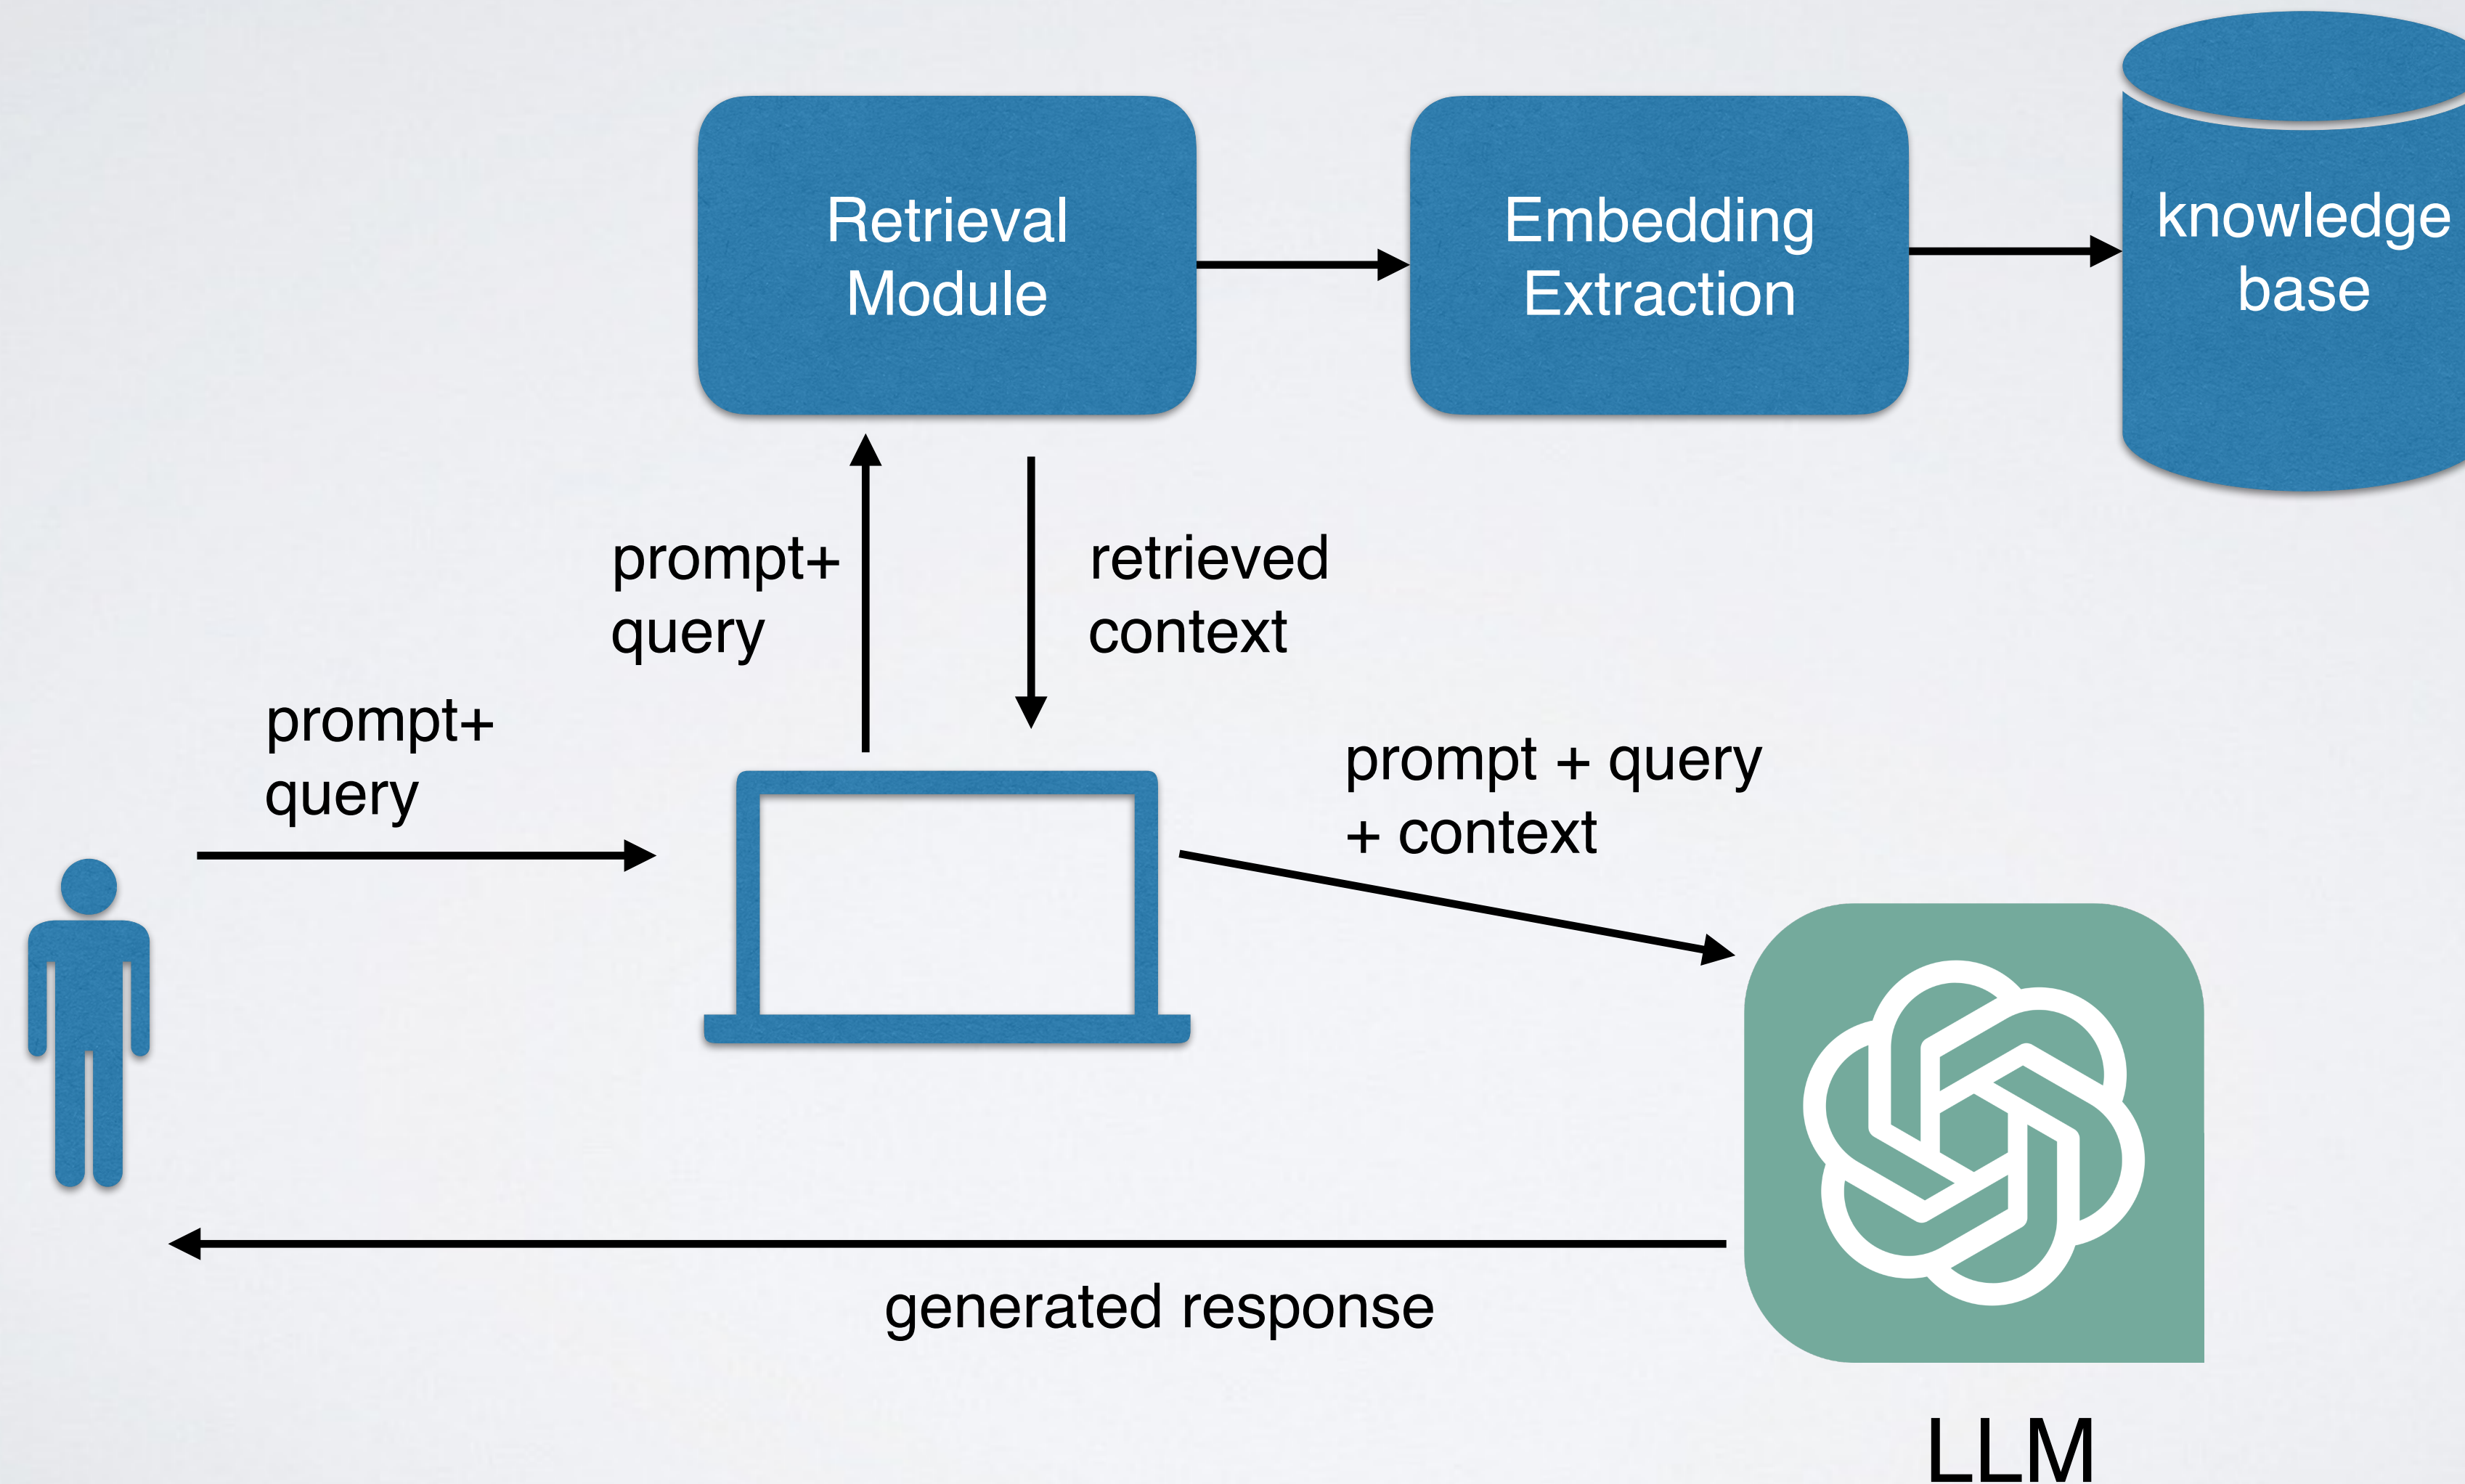 Retrieval
Module
Embedding
Extraction
knowledge
base
prompt+
query
retrieved
context
prompt+
query
prompt + query
+ context
generated response
LLM